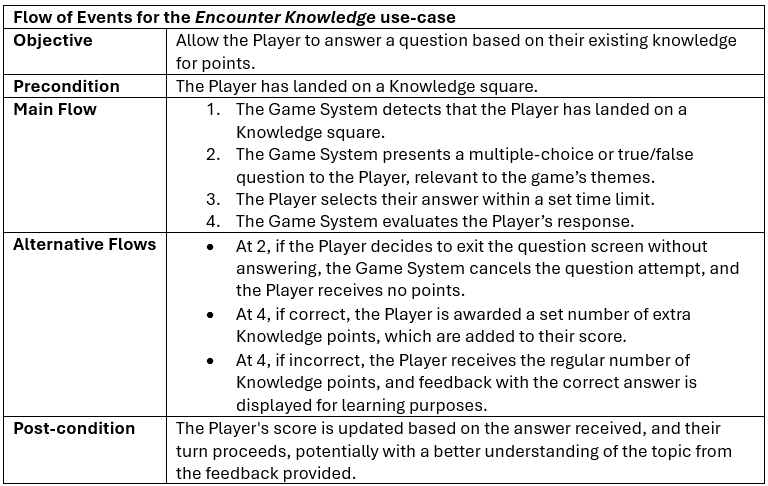 Flow of Events for the Encounter Knowledge use-case
Objective
Allow the Player to answer a question based on their existing knowledge
for points.
Precondition
The Player has landed on a Knowledge square.
Main Flow
1. The Game System detects that the Player has landed on a
Knowledge square.
2. The Game System presents a multiple-choice or true/false
question to the Player, relevant to the game’s themes.
3. The Player selects their answer within a set time limit.
4. The Game System evaluates the Player’s response.
Alternative Flows
• At 2, if the Player decides to exit the question screen without
answering, the Game System cancels the question attempt, and
the Player receives no points.
• At 4, if correct, the Player is awarded a set number of extra
Knowledge points, which are added to their score.
• At 4, if incorrect, the Player receives the regular number of
Knowledge points, and feedback with the correct answer is
displayed for learning purposes.
Post-condition
The Player's score is updated based on the answer received, and their
turn proceeds, potentially with a better understanding of the topic from
the feedback provided.